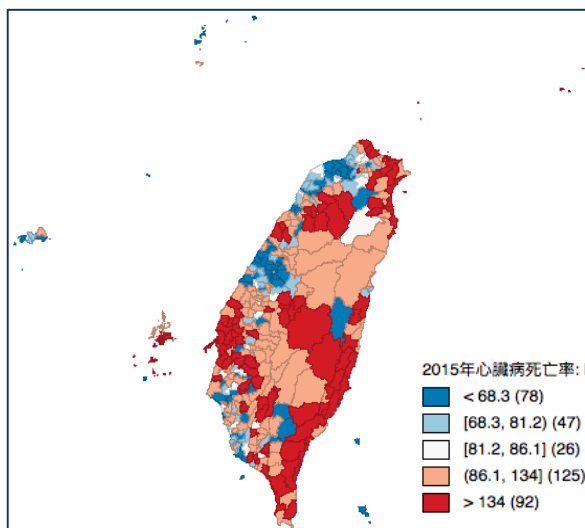 2015年心臟病死亡率:
< 68.3 (78)
[68.3, 81.2) (47)
[81.2, 86.1] (26)
(86.1, 134] (125)
> 134 (92)